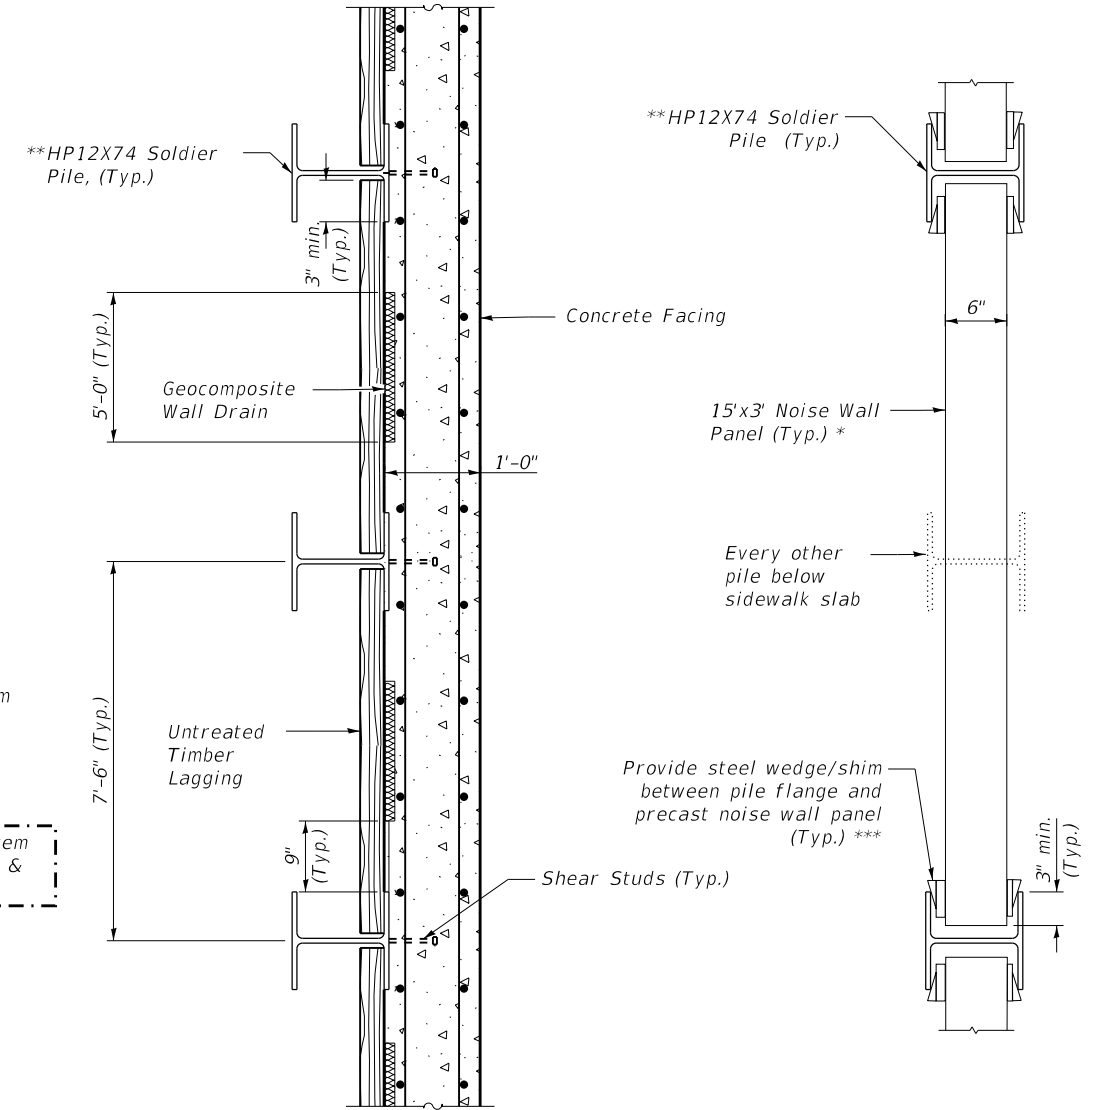 **HP12X74 Soldier
Pile, (Typ.)
3" min.
(Typ.)
5'-0" (Typ.)
Geocomposite
Wall Drain
Concrete Facing
1'-0"
7'-6" (Typ.)
Untreated
Timber
Lagging
9"
(Typ.)
Shear Studs (Typ.)
m
tem
&
**HP12X74 Soldier
Pile (Typ.)
6"
15'x3' Noise Wall
Panel (Typ.) *
Every other
pile below
sidewalk slab
Provide steel wedge/shim
between pile flange and
precast noise wall panel
(Typ.) ***
3" min.
(Typ.)